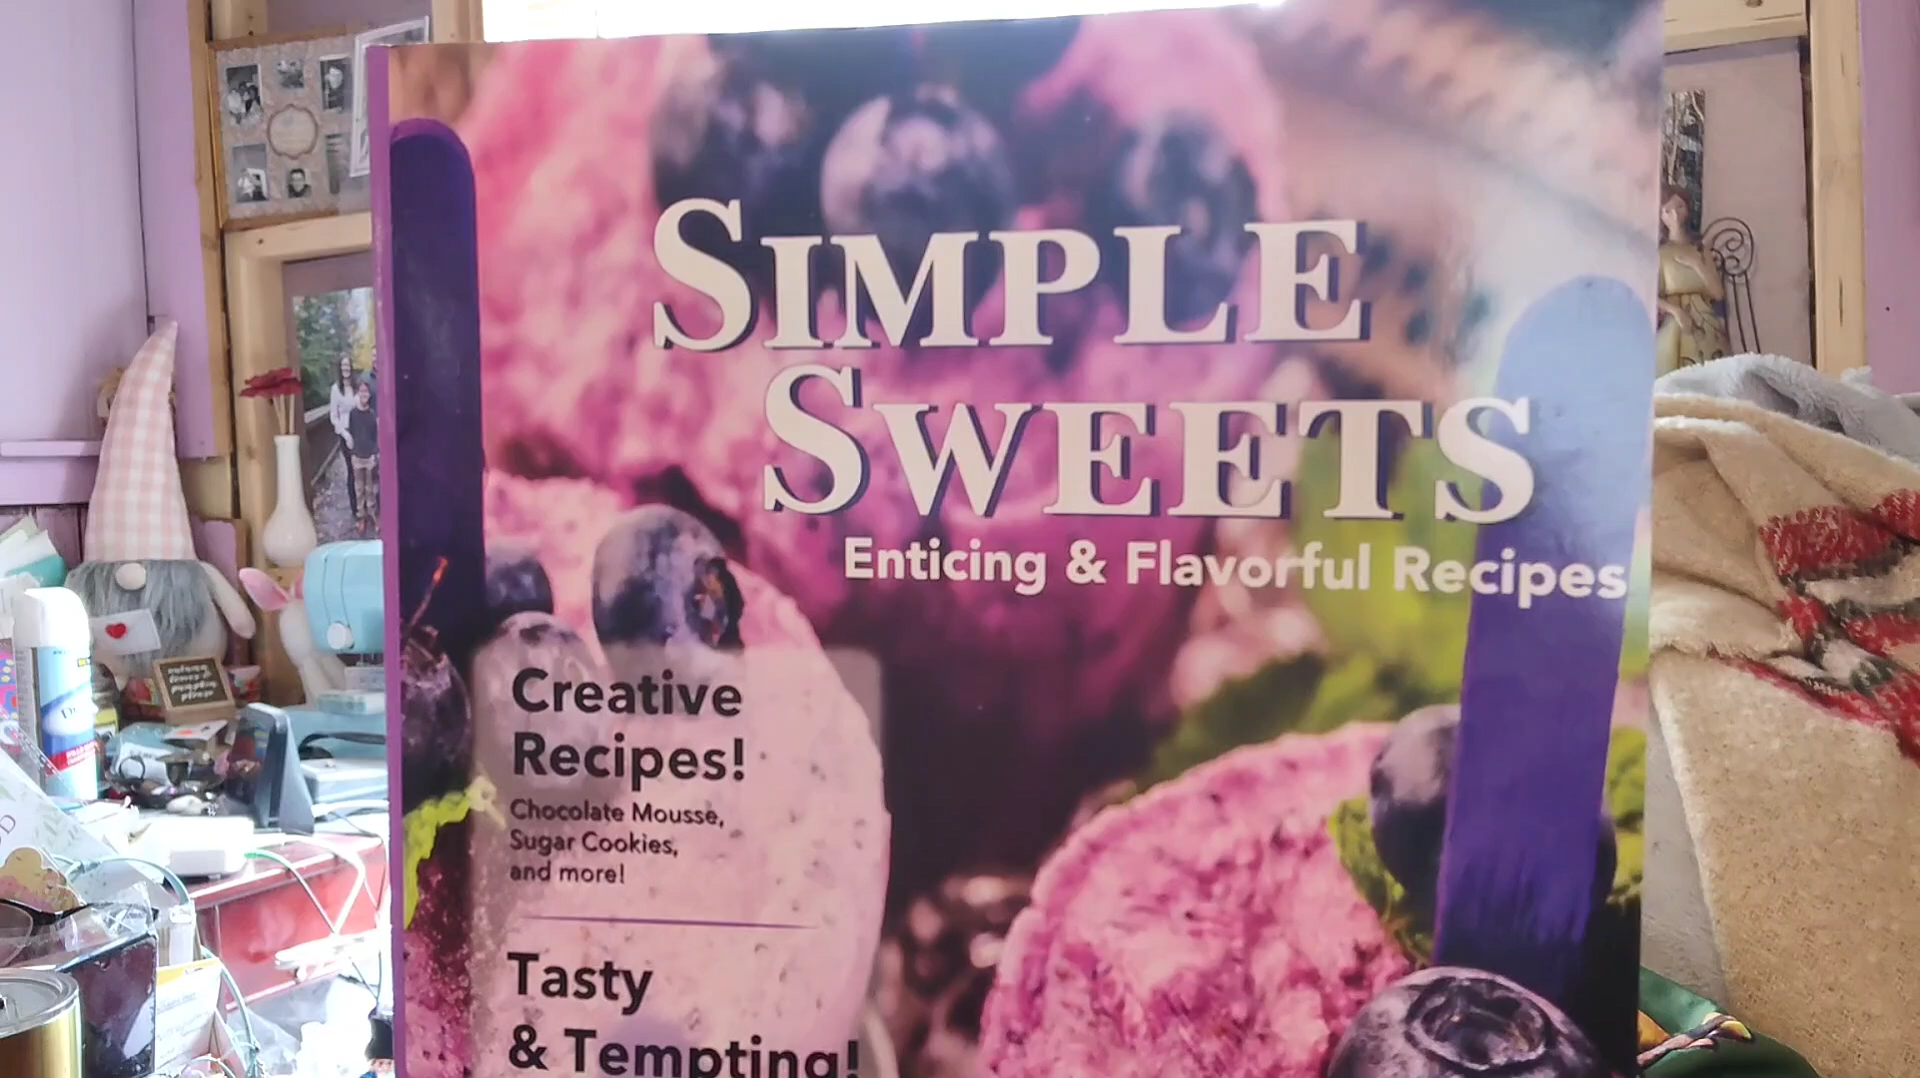 SIMPLE
SWEETS
Enticing & Flavorful Recipes
Creative
Recipes!
Chocolate Mousse,
Sugar Cookies,
and more!
Tasty
& Tempting!